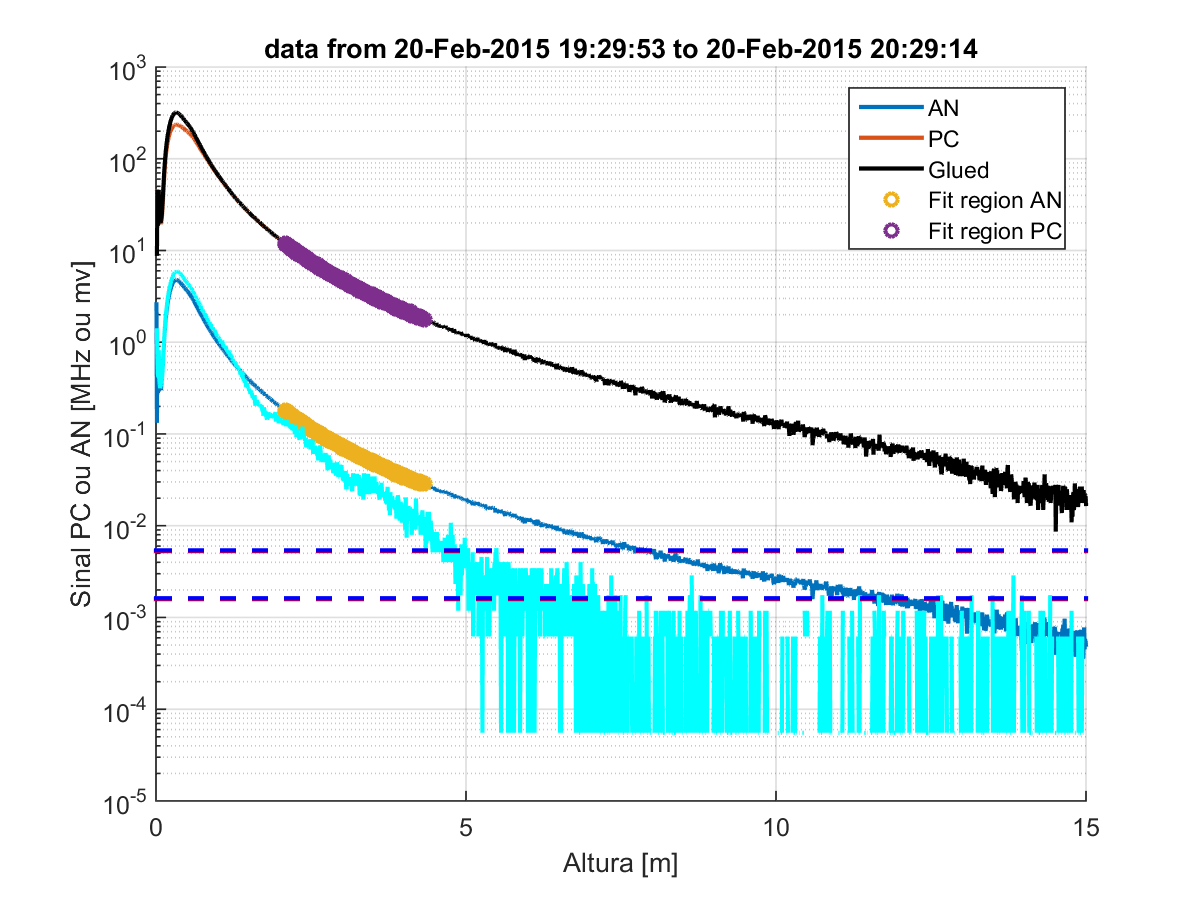 data from 20-Feb-2015 19:29:53 to 20-Feb-2015 20:29:14
AN
PC
Glued
Fit region AN
Fit region PC
Sinal PC ou AN [MHz ou mv]
10^3
10^2
10^1
10^0
10^-1
10^-2
10^-3
10^-4
10^-5
0
5
10
15
Altura [m]